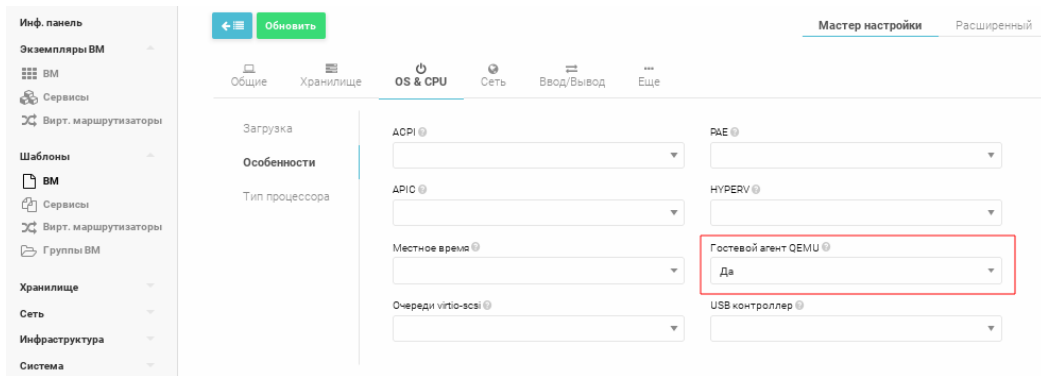 Инф. панель
Экземпляры ВМ
ВМ
Сервисы
Вирт. маршрутизаторы
Шаблоны
ВМ
Сервисы
Вирт. маршрутизаторы
Группы ВМ
Хранилище
Сеть
Инфраструктура
Система
Обновить
Мастер настройки
Расширенный
Общие
Хранилище
OS & CPU
Сеть
Ввод/Вывод
Еще
Загрузка
Особенности
Тип процессора
ACPI
PAE
APIC
HYPERV
Местное время
Гостевой агент QEMU
Да
Очереди virtio-scsi
USB контроллер